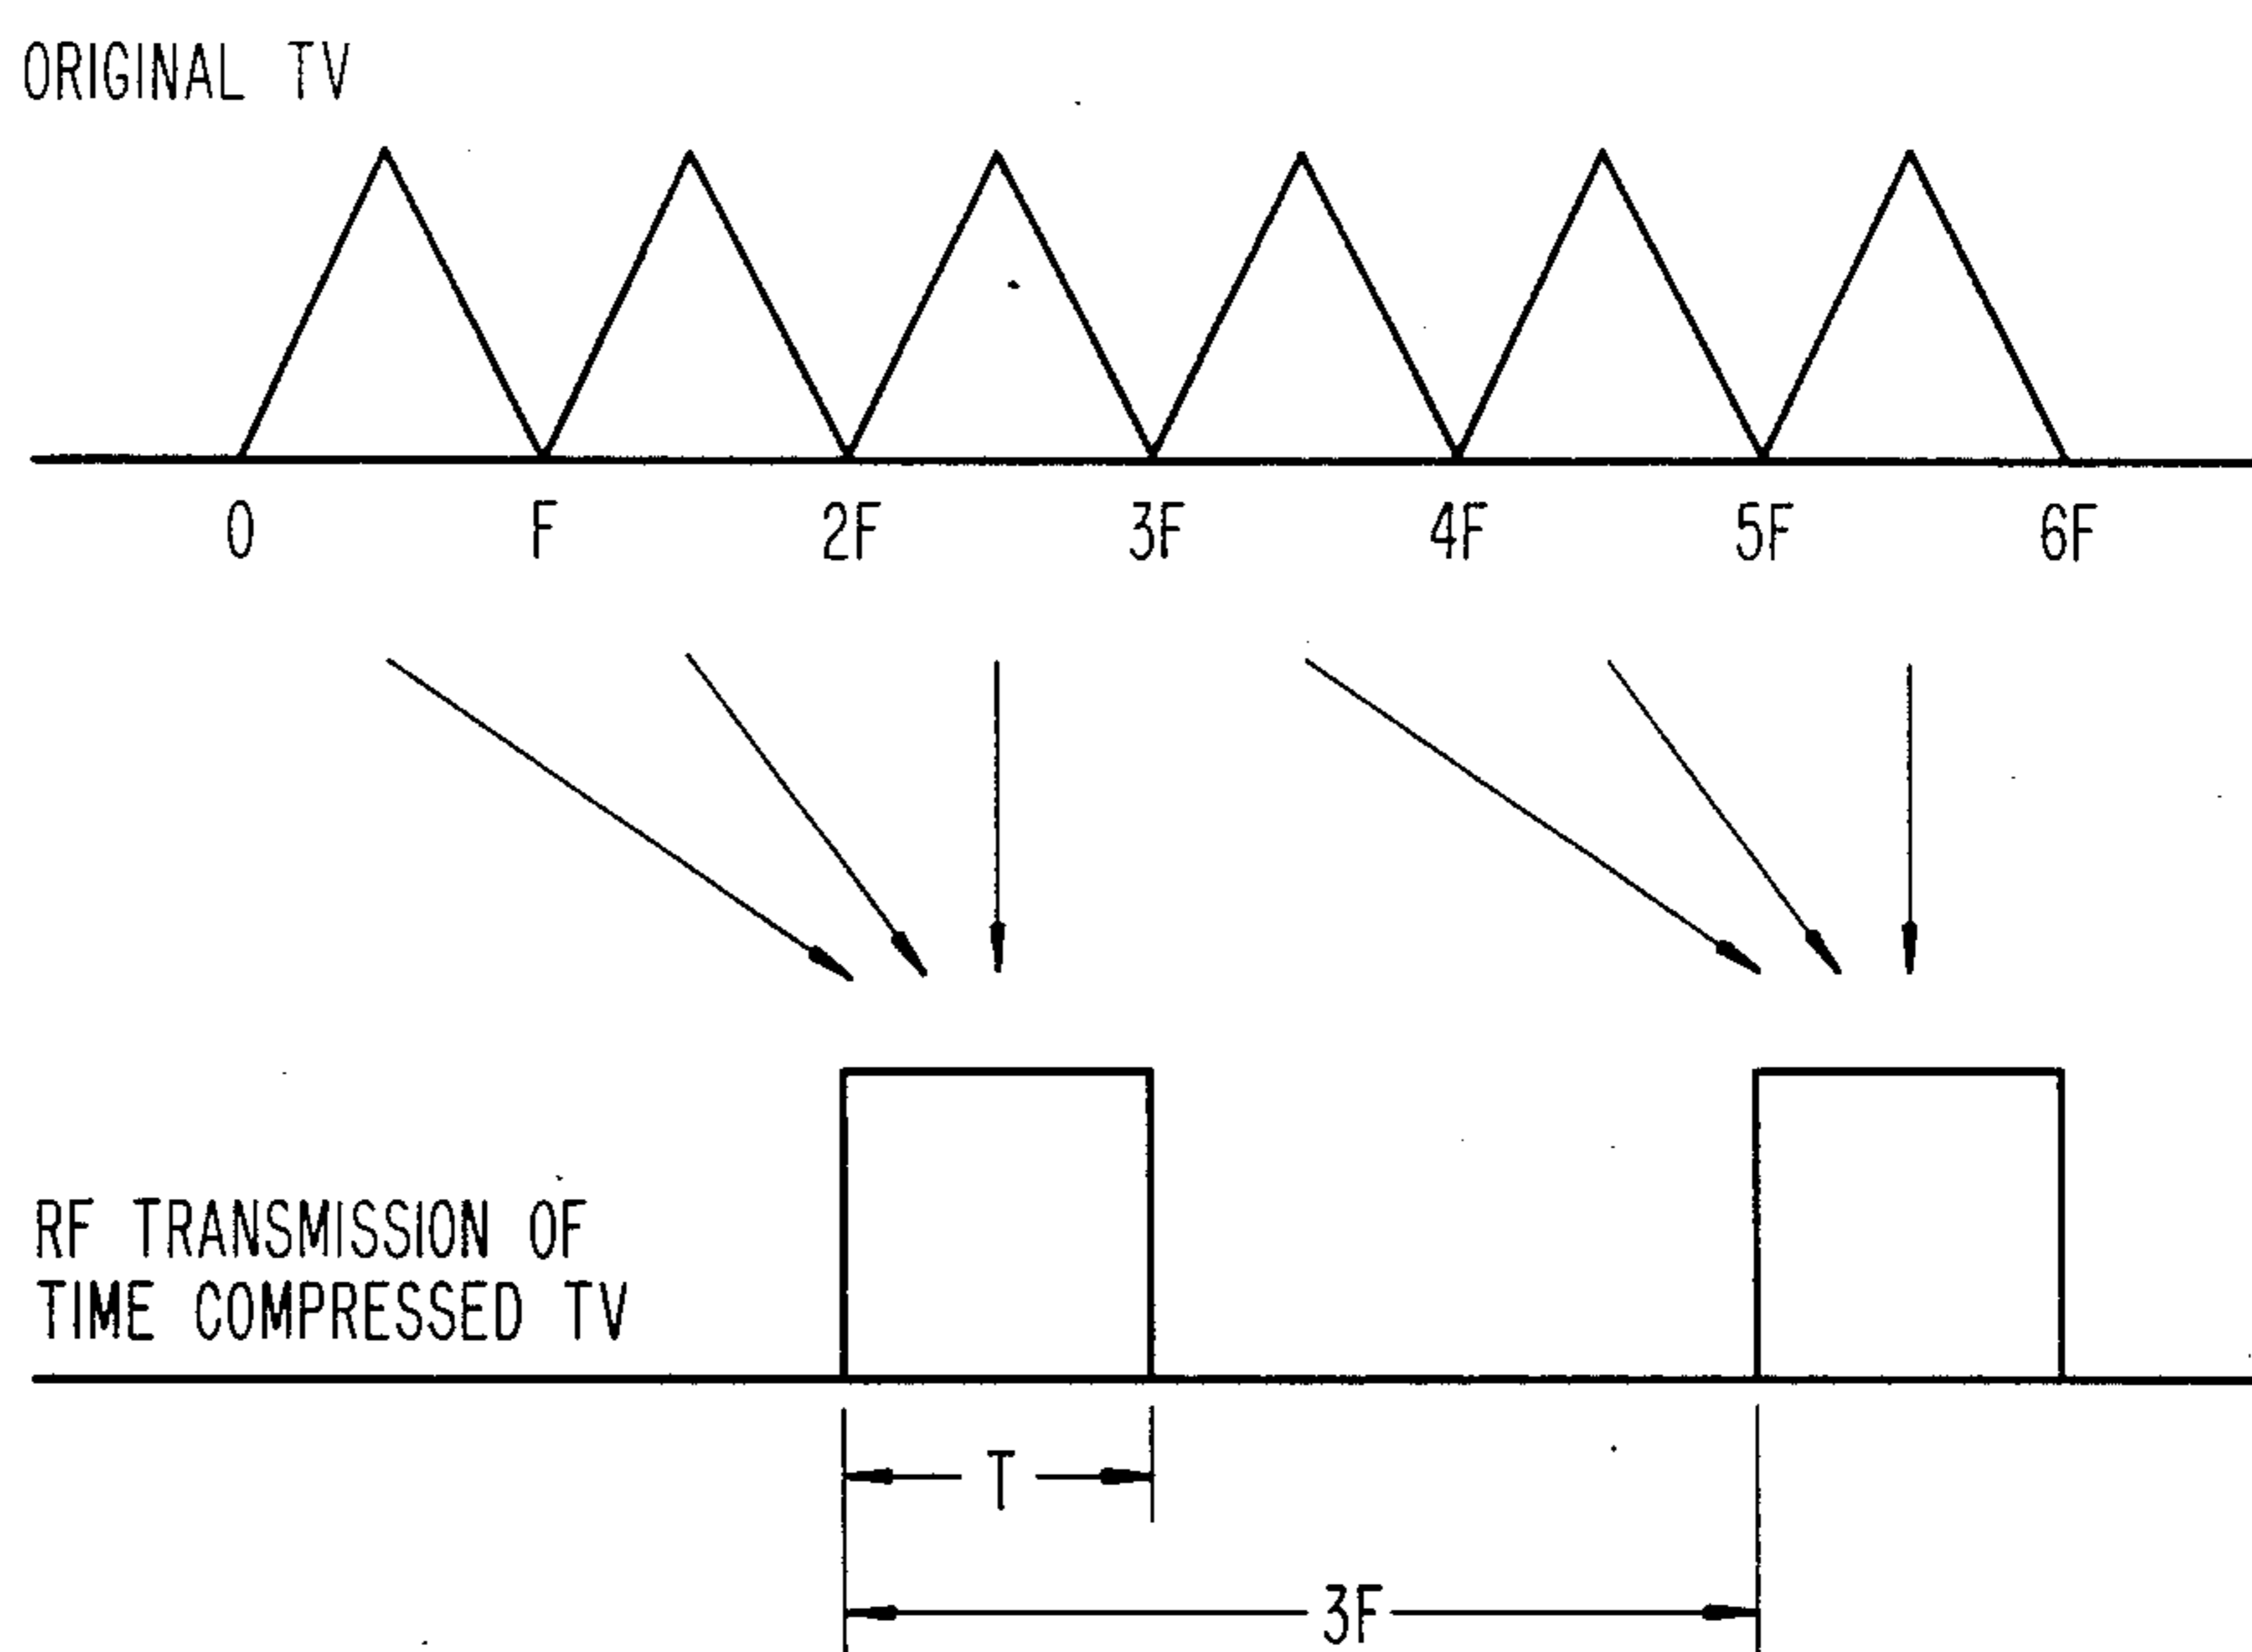 ORIGINAL TV
0 F 2F 3F 4F 5F 6F
RF TRANSMISSION OF
TIME COMPRESSED TV
T
3F